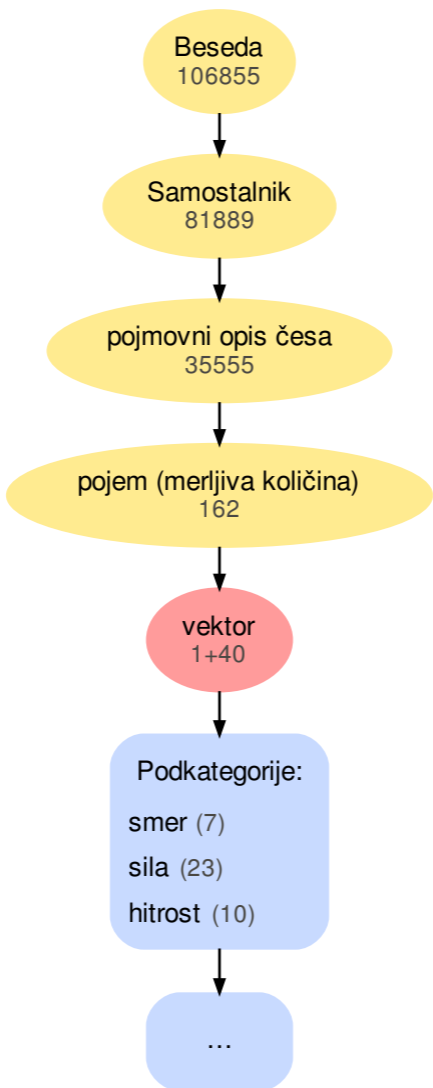 Beseda
106855
Samostalnik
81889
pojmovni opis česa
35555
pojem (merljiva količina)
162
vektor
1+40
Podkategorije:
smer (7)
sila (23)
hitrost (10)
...